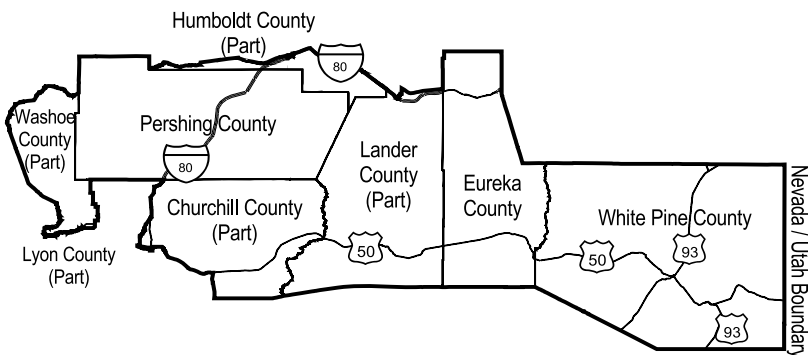 Humboldt County
(Part)
80
Washoe
County
(Part)
Pershing County
80
Lander
County
(Part)
Eureka
County
Churchill County
(Part)
White Pine County
50
50
93
Lyon County
(Part)
93
Nevada / Utah Boundary